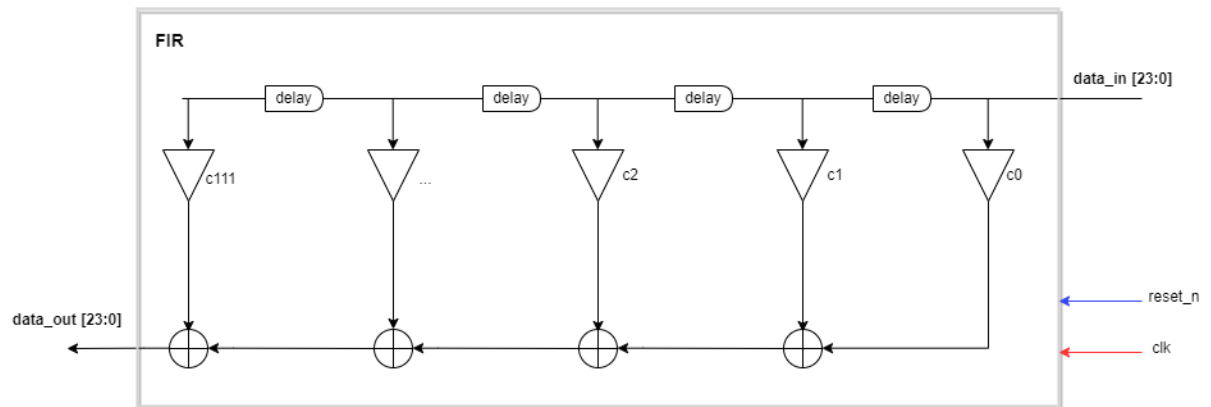 FIR
data_in [23:0]
delay
delay
delay
delay
c111
...
c2
c1
c0
reset_n
data_out [23:0]
clk